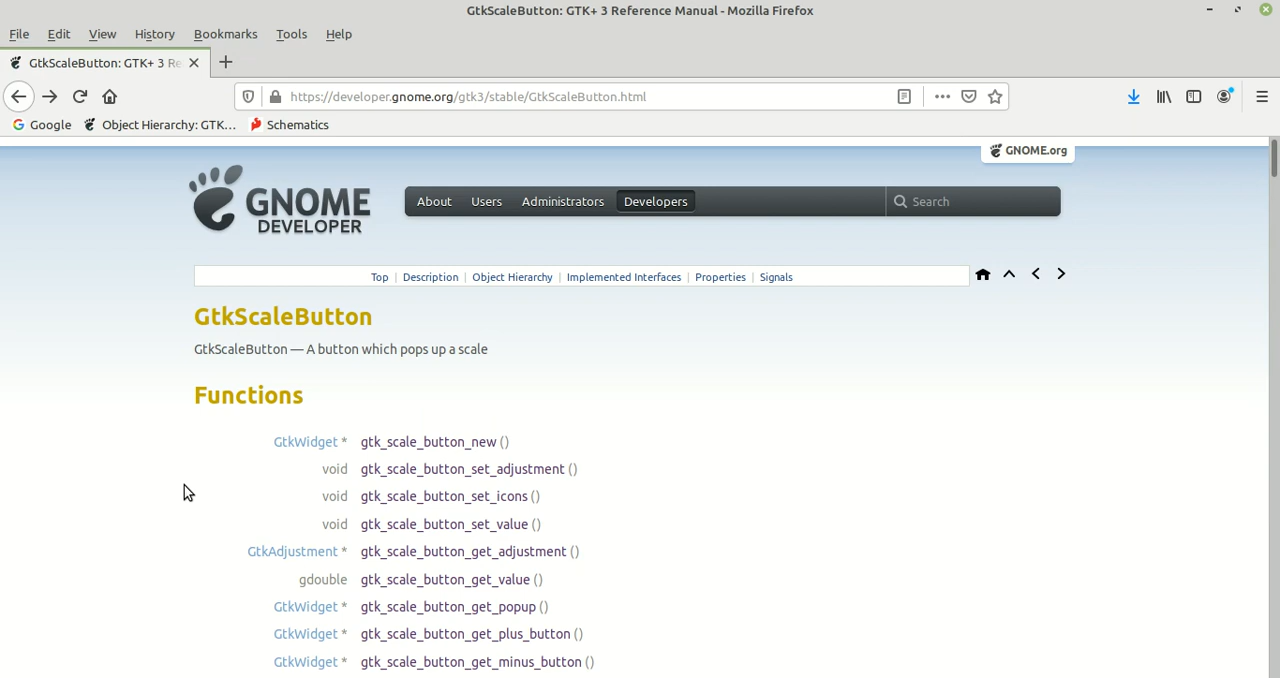 GtkScaleButton: GTK+ 3 Reference Manual - Mozilla Firefox
File Edit View History Bookmarks Tools Help
GtkScaleButton: GTK+ 3 Re
https://developer.gnome.org/gtk3/stable/GtkScaleButton.html
Google Object Hierarchy: GTK... Schematics
GNOME.org
GNOME DEVELOPER
About Users Administrators Developers Search
Top | Description | Object Hierarchy | Implemented Interfaces | Properties | Signals
GtkScaleButton
GtkScaleButton — A button which pops up a scale
Functions
GtkWidget * gtk_scale_button_new ()
void gtk_scale_button_set_adjustment ()
void gtk_scale_button_set_icons ()
void gtk_scale_button_set_value ()
GtkAdjustment * gtk_scale_button_get_adjustment ()
gdouble gtk_scale_button_get_value ()
GtkWidget * gtk_scale_button_get_popup ()
GtkWidget * gtk_scale_button_get_plus_button ()
GtkWidget * gtk_scale_button_get_minus_button ()